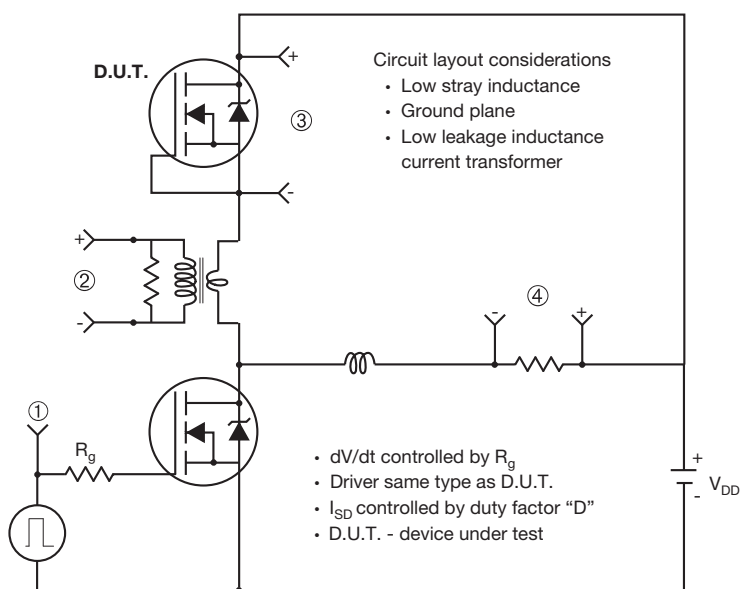 D.U.T.
+
Circuit layout considerations
• Low stray inductance
• Ground plane
• Low leakage inductance
current transformer
③
-
+
②
-
④
-
+
①
R_g
• dV/dt controlled by R_g
• Driver same type as D.U.T.
• I_SD controlled by duty factor “D”
• D.U.T. - device under test
+
V_DD
-